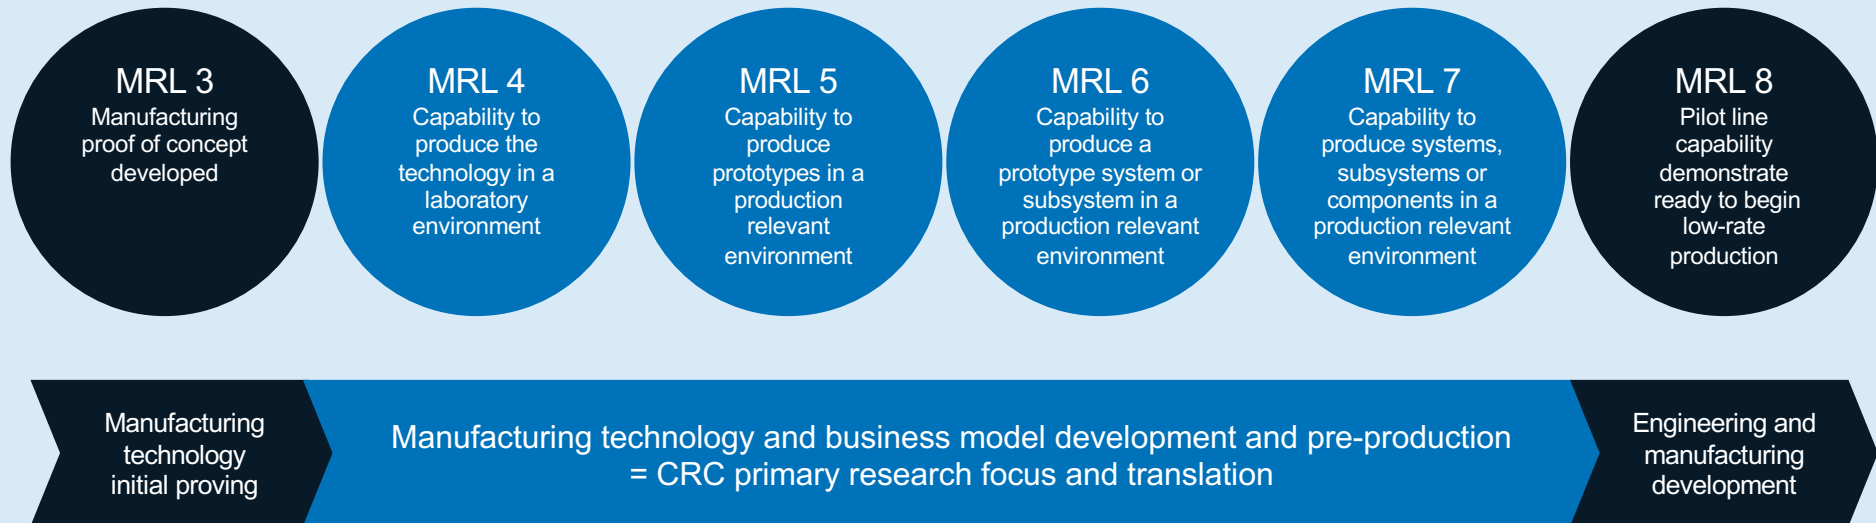 MRL 3
Manufacturing
proof of concept
developed
MRL 4
Capability to
produce the
technology in a
laboratory
environment
MRL 5
Capability to
produce
prototypes in a
production
relevant
environment
MRL 6
Capability to
produce a
prototype system or
subsystem in a
production relevant
environment
MRL 7
Capability to
produce systems,
subsystems or
components in a
production relevant
environment
MRL 8
Pilot line
capability
demonstrate
ready to begin
low-rate
production
Manufacturing
technology
initial proving
Manufacturing technology and business model development and pre-production
= CRC primary research focus and translation
Engineering and
manufacturing
development